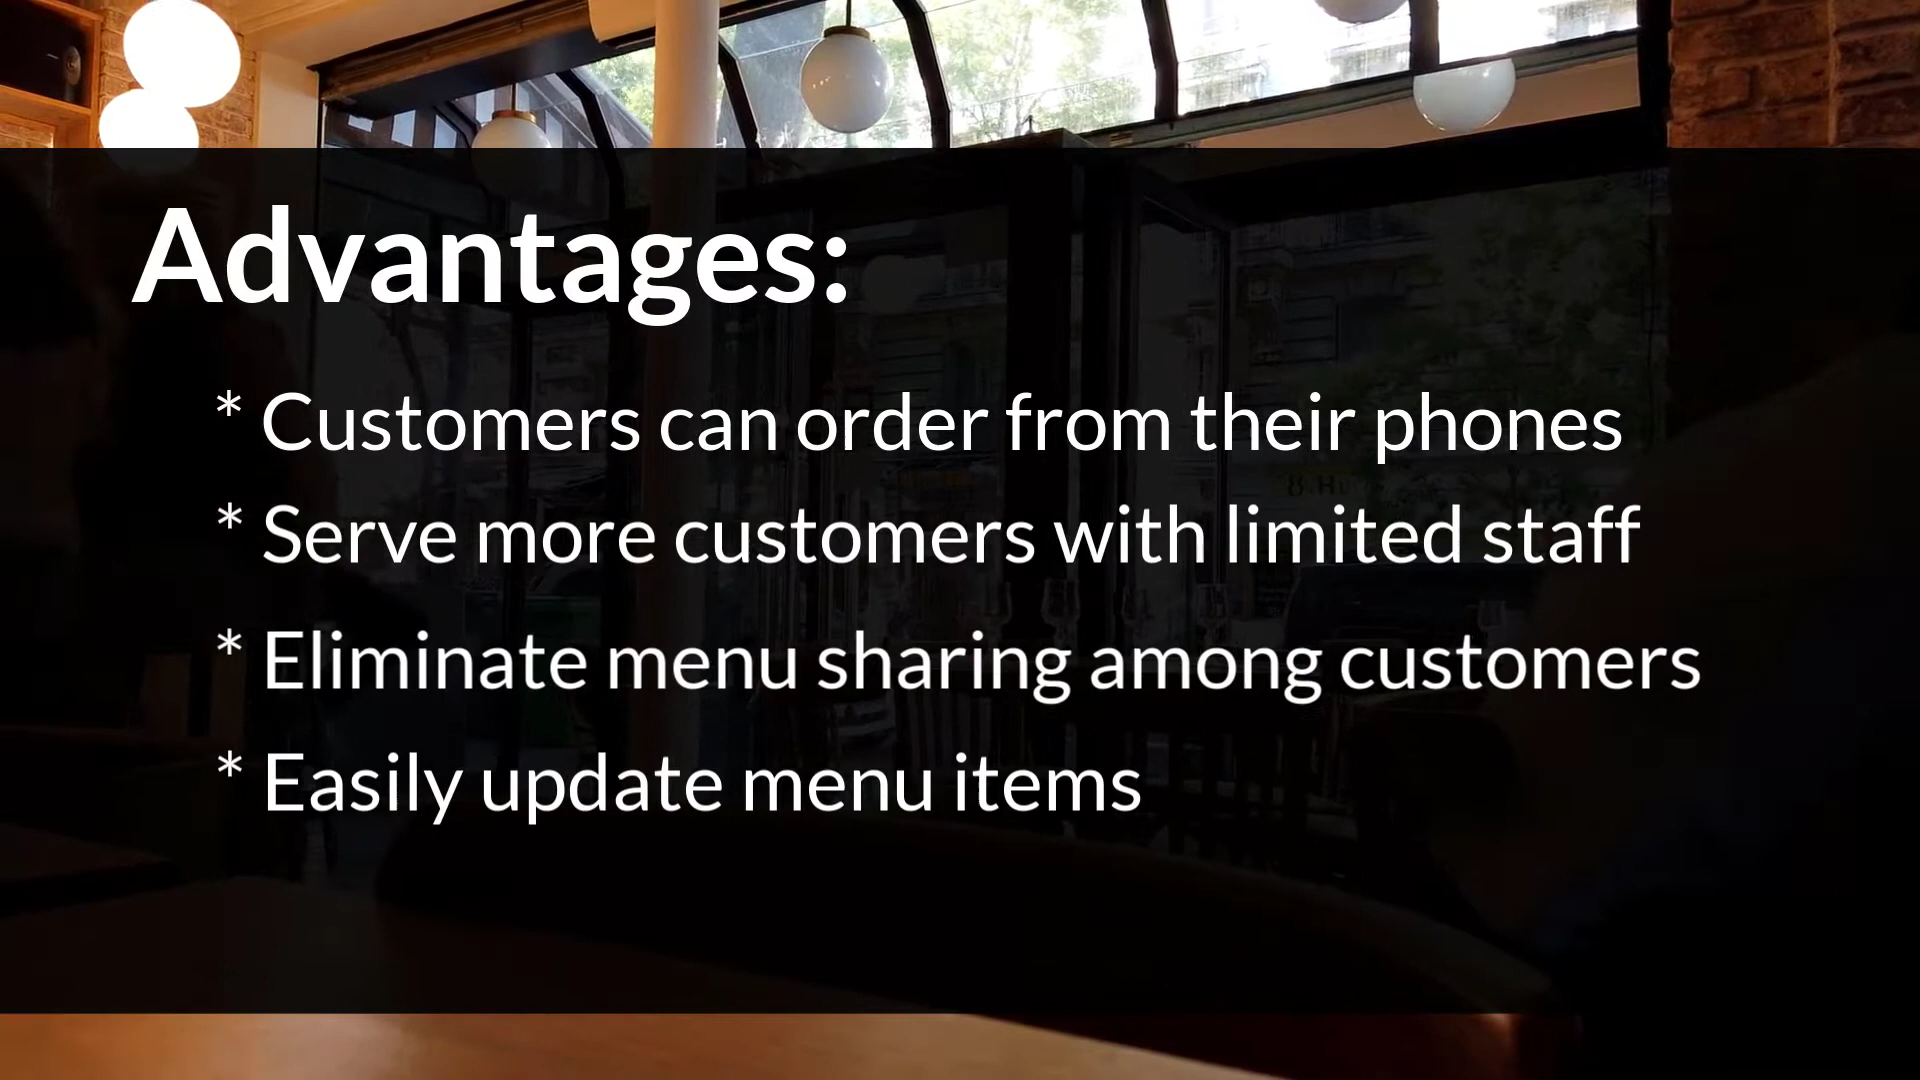 Advantages:
* Customers can order from their phones
* Serve more customers with limited staff
* Eliminate menu sharing among customers
* Easily update menu items